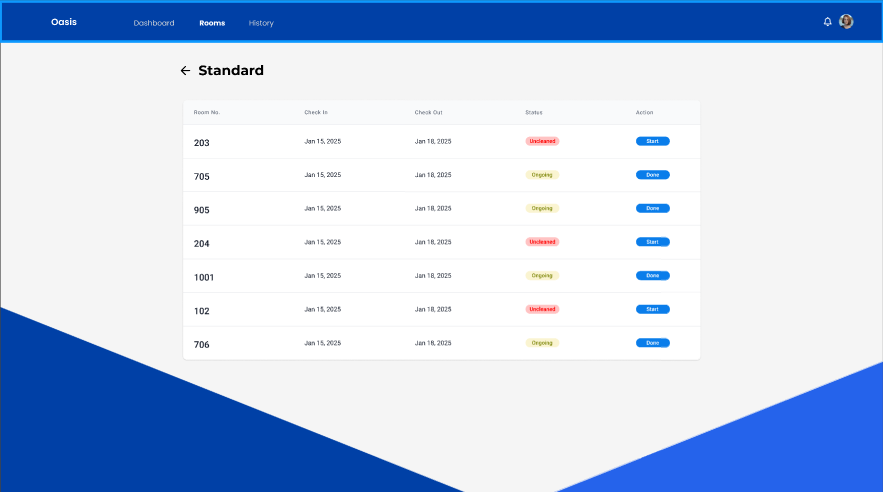 Oasis Dashboard Rooms History
Standard
Room No. Check In Check Out Status Action
203 Jan 15, 2025 Jan 18, 2025 Uncleaned Start
705 Jan 15, 2025 Jan 18, 2025 Ongoing Done
905 Jan 15, 2025 Jan 18, 2025 Ongoing Done
204 Jan 15, 2025 Jan 18, 2025 Uncleaned Start
1001 Jan 15, 2025 Jan 18, 2025 Ongoing Done
102 Jan 15, 2025 Jan 18, 2025 Uncleaned Start
706 Jan 15, 2025 Jan 18, 2025 Ongoing Done